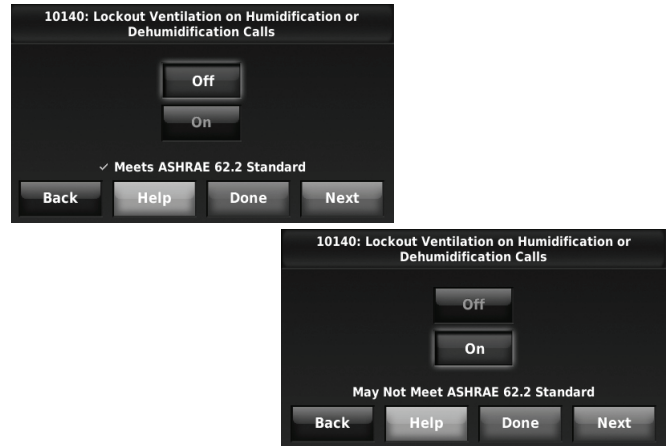 10140: Lockout Ventilation on Humidification or
Dehumidification Calls
Off
On
✓ Meets ASHRAE 62.2 Standard
Back Help Done Next
10140: Lockout Ventilation on Humidification or
Dehumidification Calls
Off
On
May Not Meet ASHRAE 62.2 Standard
Back Help Done Next